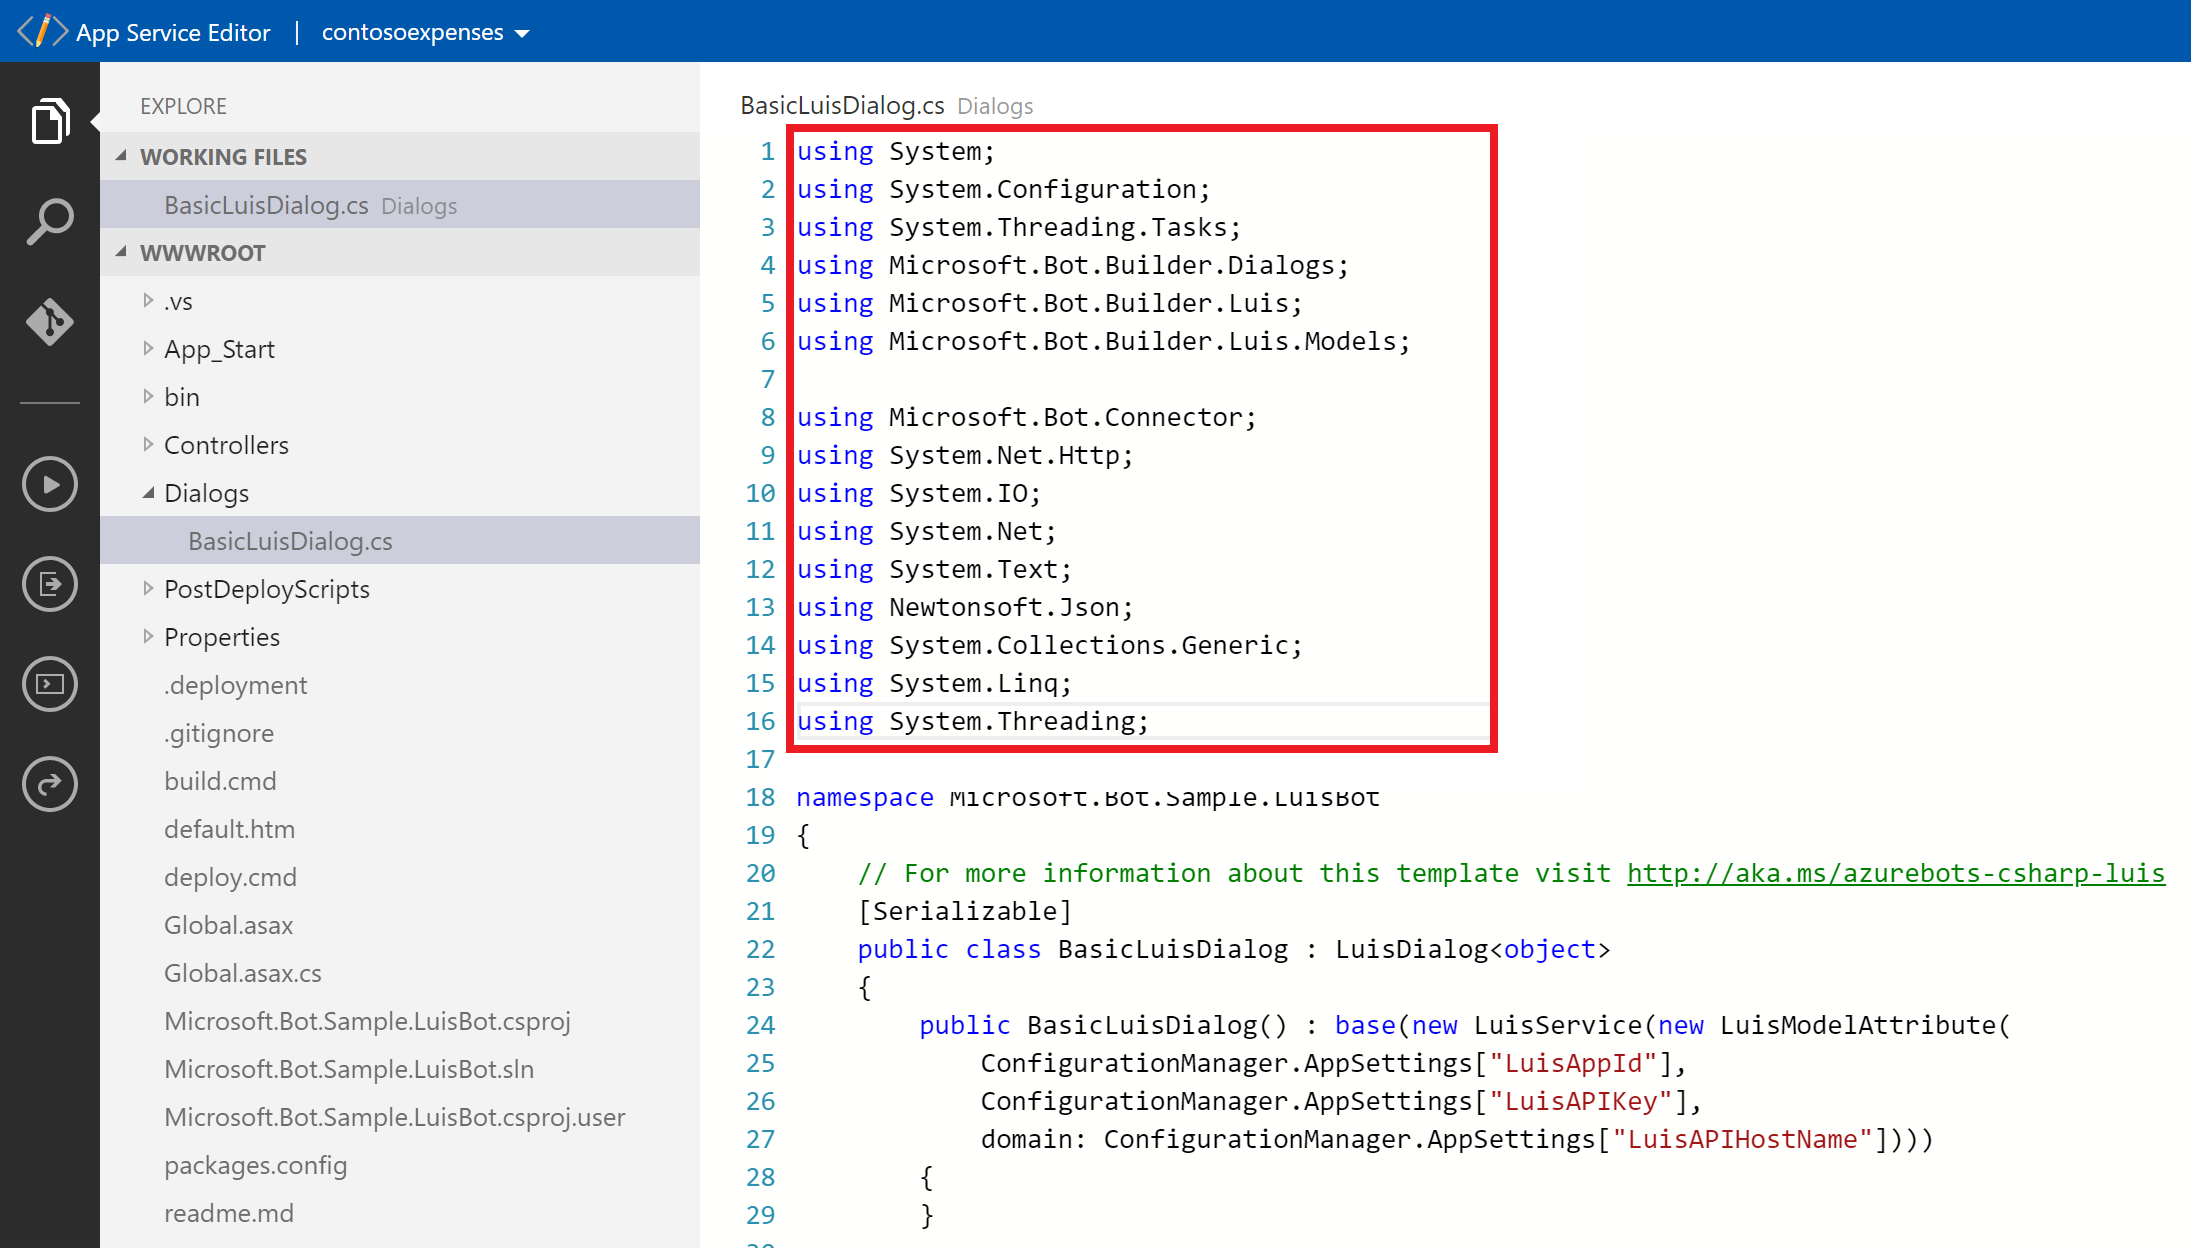 App Service Editor | contosoexpenses
EXPLORE
WORKING FILES
BasicLuisDialog.cs Dialogs
WWWROOT
.vs
App_Start
bin
Controllers
Dialogs
BasicLuisDialog.cs
PostDeployScripts
Properties
.deployment
.gitignore
build.cmd
default.htm
deploy.cmd
Global.asax
Global.asax.cs
Microsoft.Bot.Sample.LuisBot.csproj
Microsoft.Bot.Sample.LuisBot.sln
Microsoft.Bot.Sample.LuisBot.csproj.user
packages.config
readme.md
BasicLuisDialog.cs Dialogs
1 using System;
2 using System.Configuration;
3 using System.Threading.Tasks;
4 using Microsoft.Bot.Builder.Dialogs;
5 using Microsoft.Bot.Builder.Luis;
6 using Microsoft.Bot.Builder.Luis.Models;
7
8 using Microsoft.Bot.Connector;
9 using System.Net.Http;
10 using System.IO;
11 using System.Net;
12 using System.Text;
13 using Newtonsoft.Json;
14 using System.Collections.Generic;
15 using System.Linq;
16 using System.Threading;
17
18 namespace Microsoft.Bot.Sample.LuisBot
19 {
20     // For more information about this template visit http://aka.ms/azurebots-csharp-luis
21     [Serializable]
22     public class BasicLuisDialog : LuisDialog<object>
23     {
24         public BasicLuisDialog() : base(new LuisService(new LuisModelAttribute(
25             ConfigurationManager.AppSettings["LuisAppId"],
26             ConfigurationManager.AppSettings["LuisAPIKey"],
27             domain: ConfigurationManager.AppSettings["LuisAPIHostName"])))
28         {
29         }